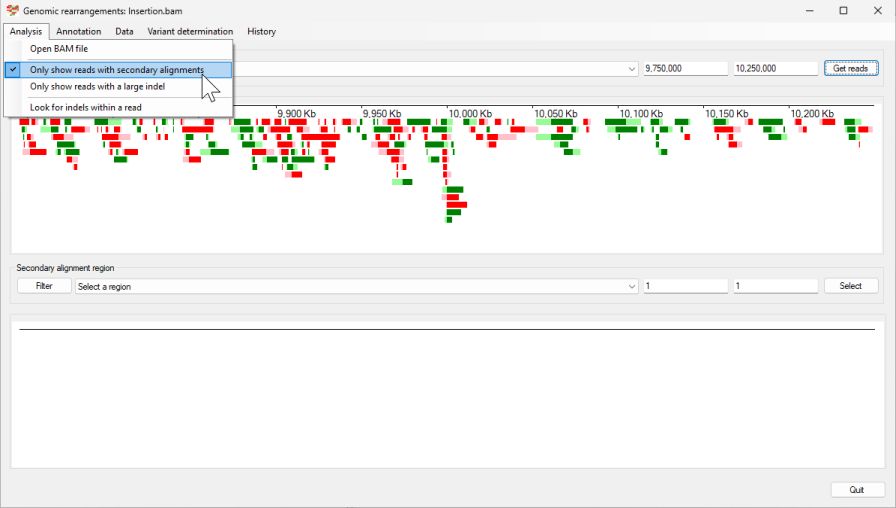 Genomic rearrangements: Insertion.bam
Analysis Annotation Data Variant determination History
Open BAM file
Only show reads with secondary alignments
Only show reads with a large indel
Look for indels within a read
9,750,000 10,250,000 Get reads
9,900 Kb 9,950 Kb 10,000 Kb 10,050 Kb 10,100 Kb 10,150 Kb 10,200 Kb
Secondary alignment region
Filter Select a region 1 1 Select
Quit